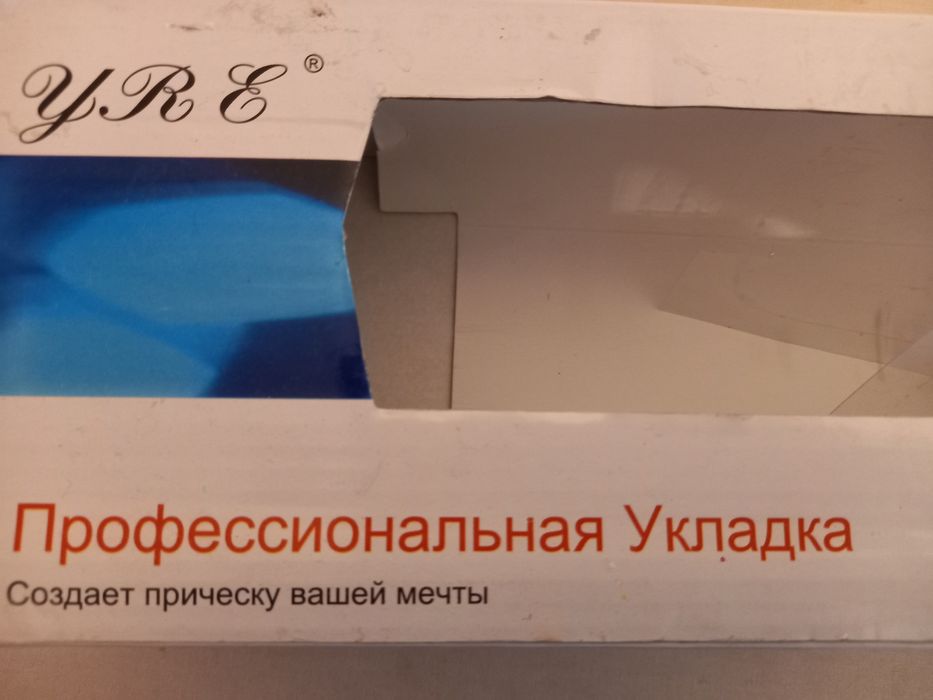 YRE ®
Профессиональная Укладка
Создает прическу вашей мечты